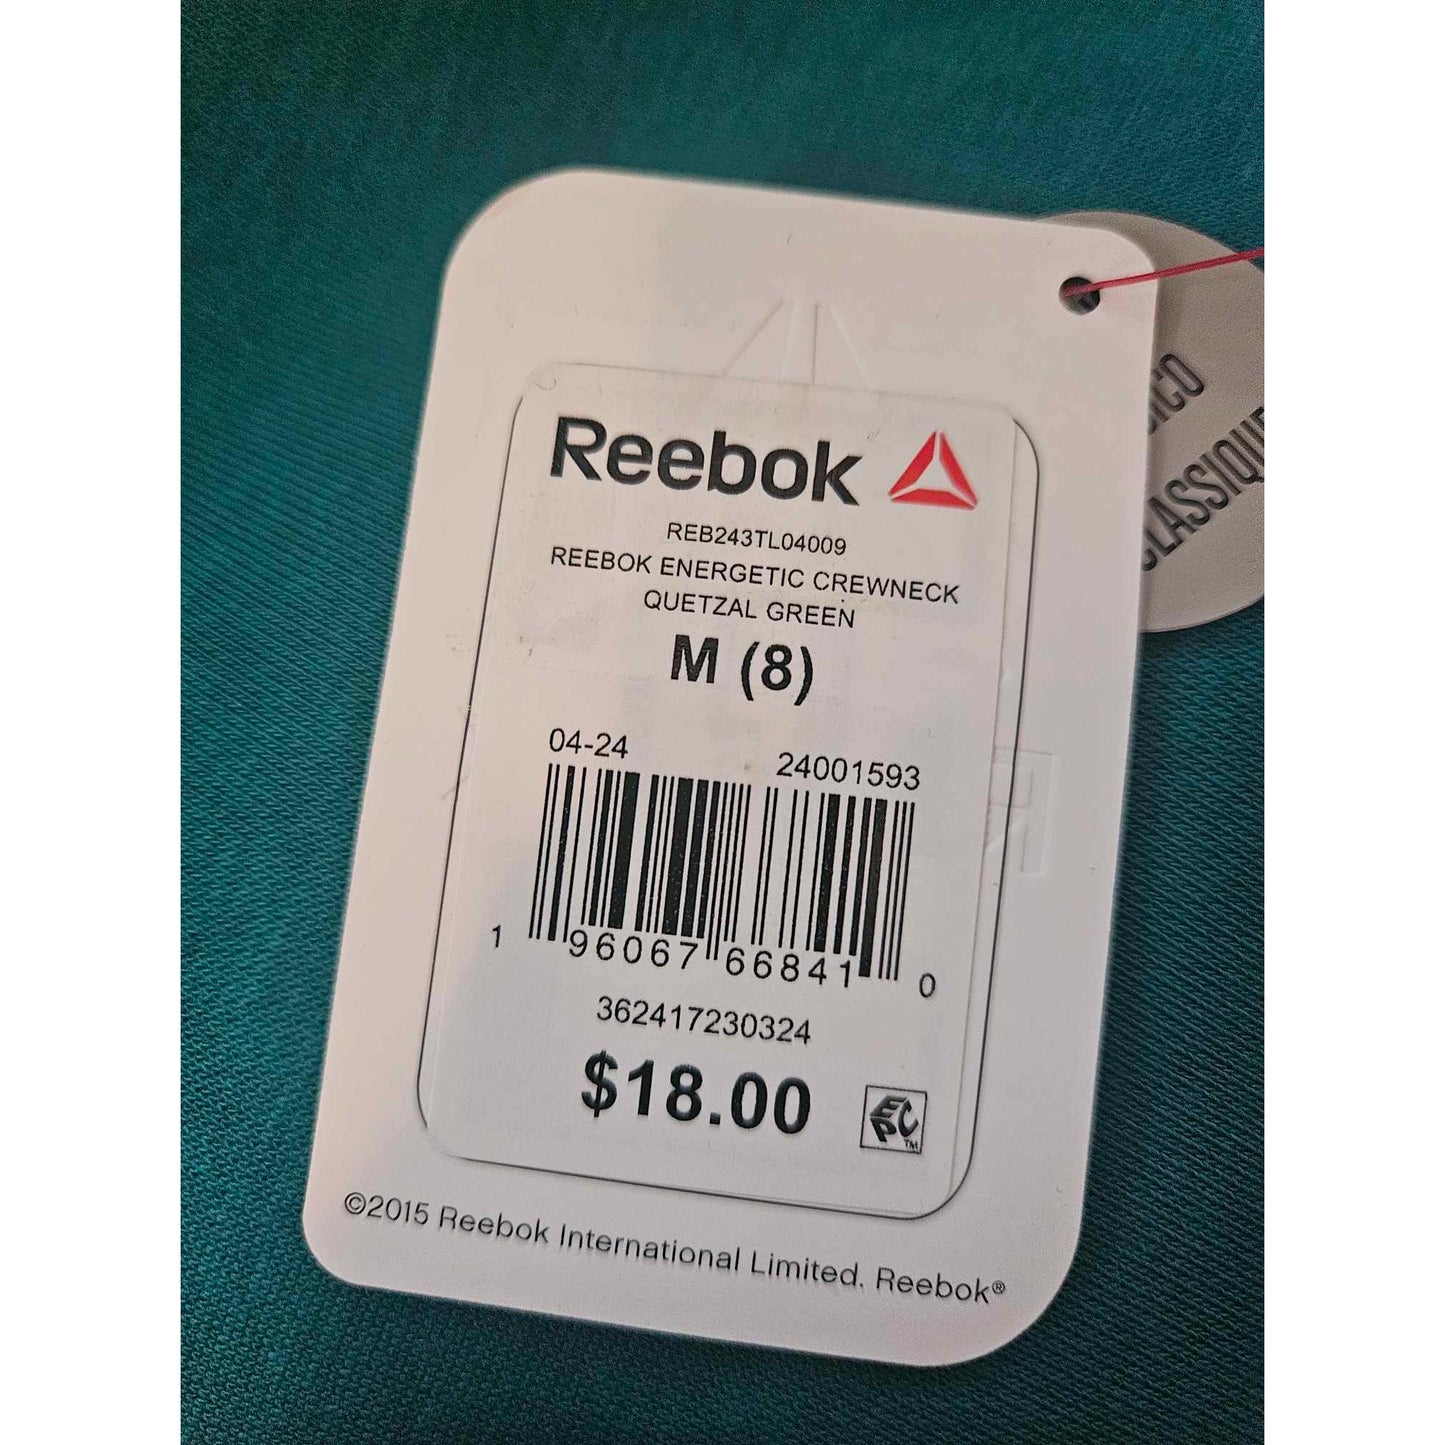 Reebok
REB243TL04009
REEBOK ENERGETIC CREWNECK
QUETZAL GREEN
M (8)
04-24 24001593
1 96067 66841 0
362417230324
$18.00
EPC™
©2015 Reebok International Limited. Reebok®